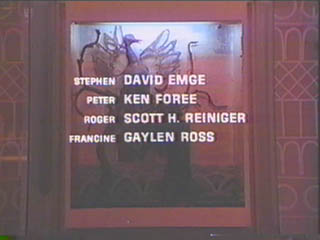 STEPHEN DAVID EMGE
PETER KEN FOREE
ROGER SCOTT H. REINIGER
FRANCINE GAYLEN ROSS